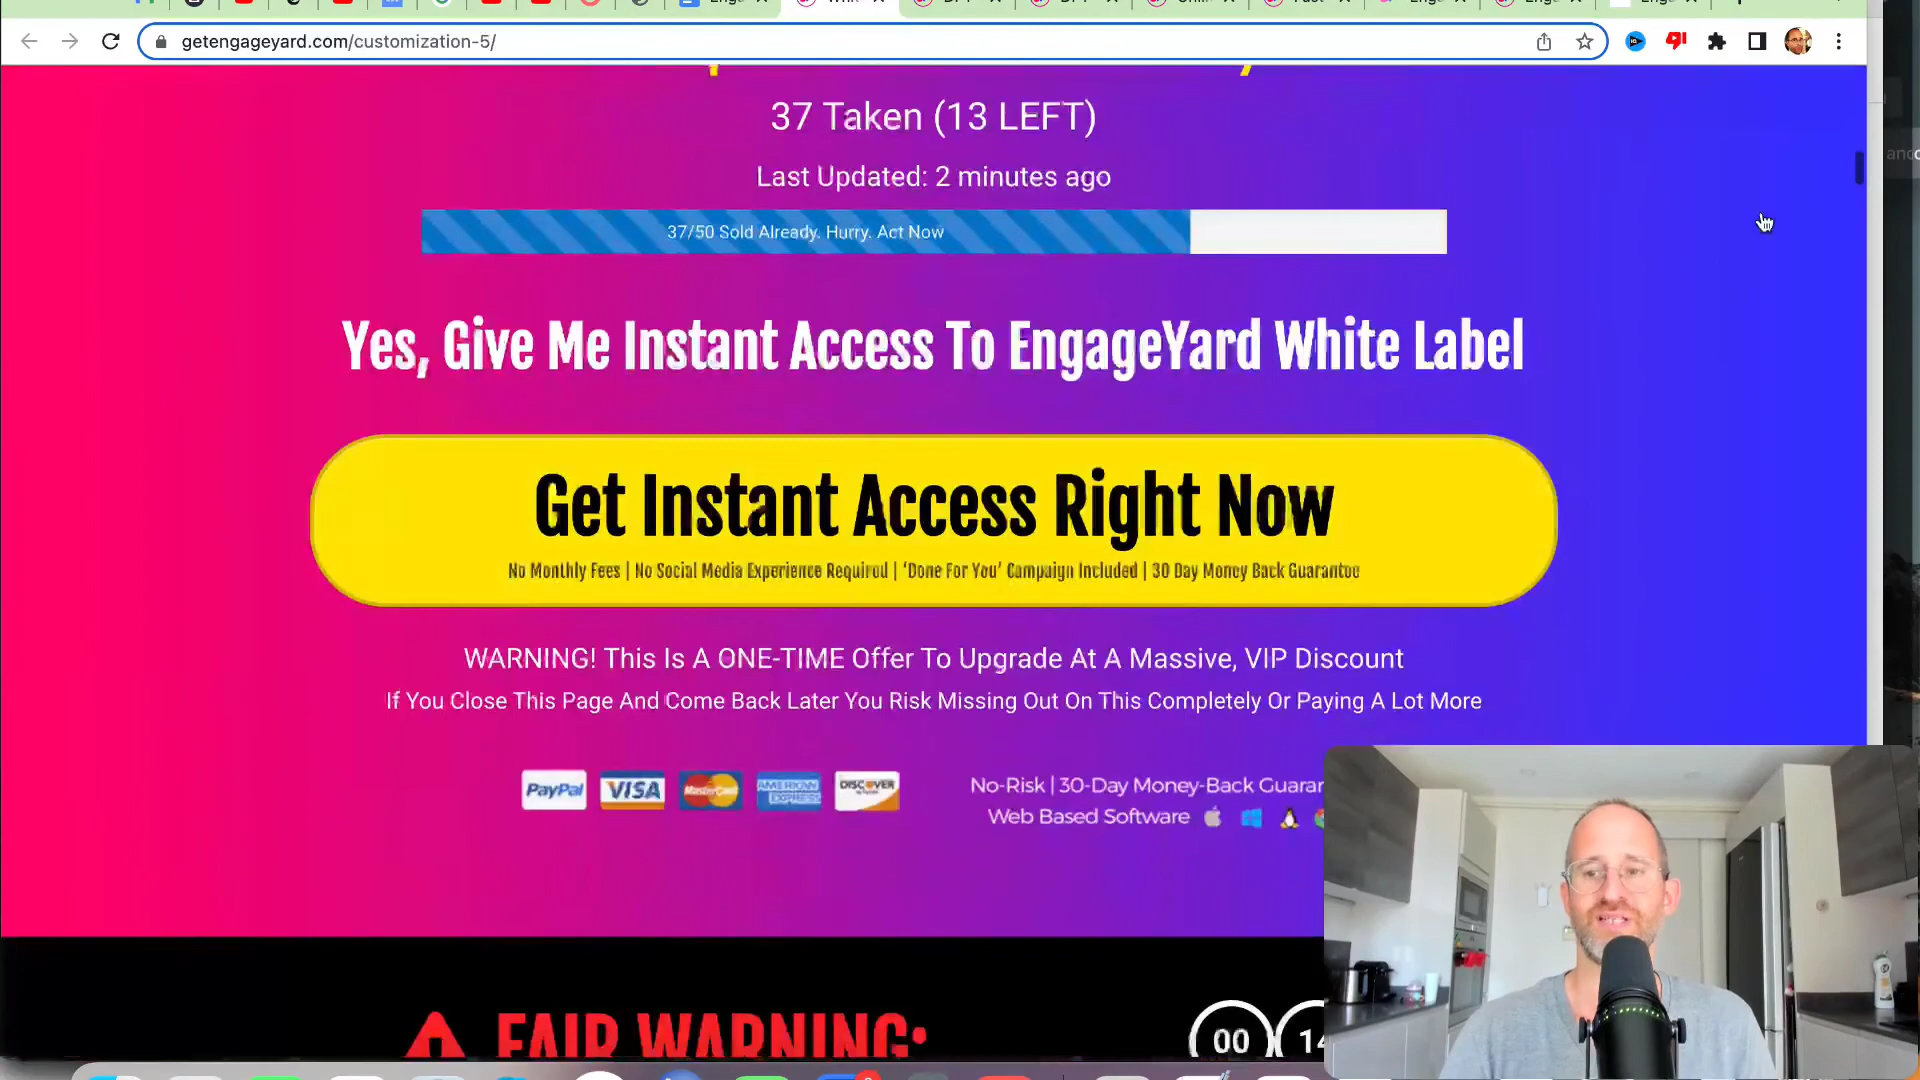 getengageyard.com/customization-5/
37 Taken (13 LEFT)
Last Updated: 2 minutes ago
37/50 Sold Already. Hurry. Act Now
Yes, Give Me Instant Access To EngageYard White Label
Get Instant Access Right Now
No Monthly Fees | No Social Media Experience Required | ‘Done For You’ Campaign Included | 30 Day Money Back Guarantee
WARNING! This Is A ONE-TIME Offer To Upgrade At A Massive, VIP Discount
If You Close This Page And Come Back Later You Risk Missing Out On This Completely Or Paying A Lot More
PayPal VISA MasterCard AMERICAN EXPRESS DISCOVER
No-Risk | 30-Day Money-Back Guarar
Web Based Software
FAIR WARNING:
00 14